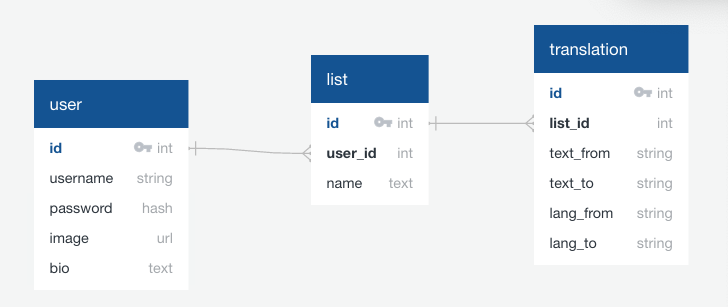 user
id int
username string
password hash
image url
bio text
list
id int
user_id int
name text
translation
id int
list_id int
text_from string
text_to string
lang_from string
lang_to string